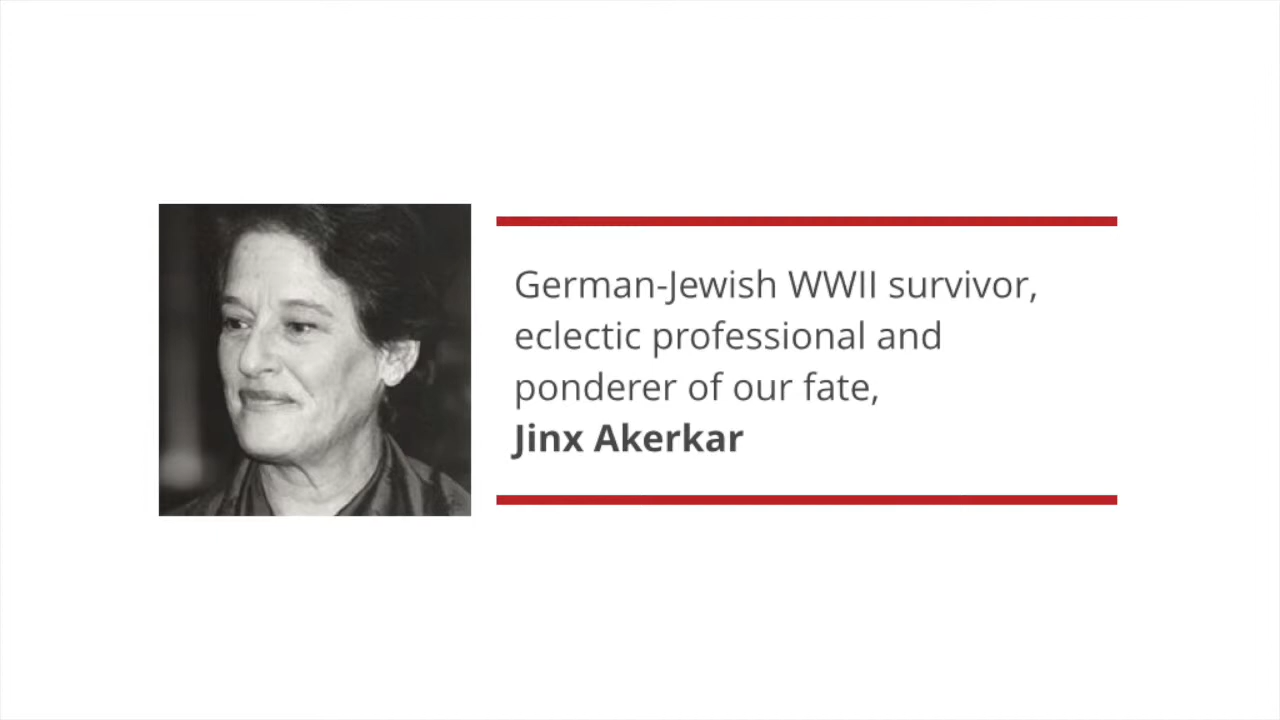 German-Jewish WWII survivor,
eclectic professional and
ponderer of our fate,
Jinx Akerkar